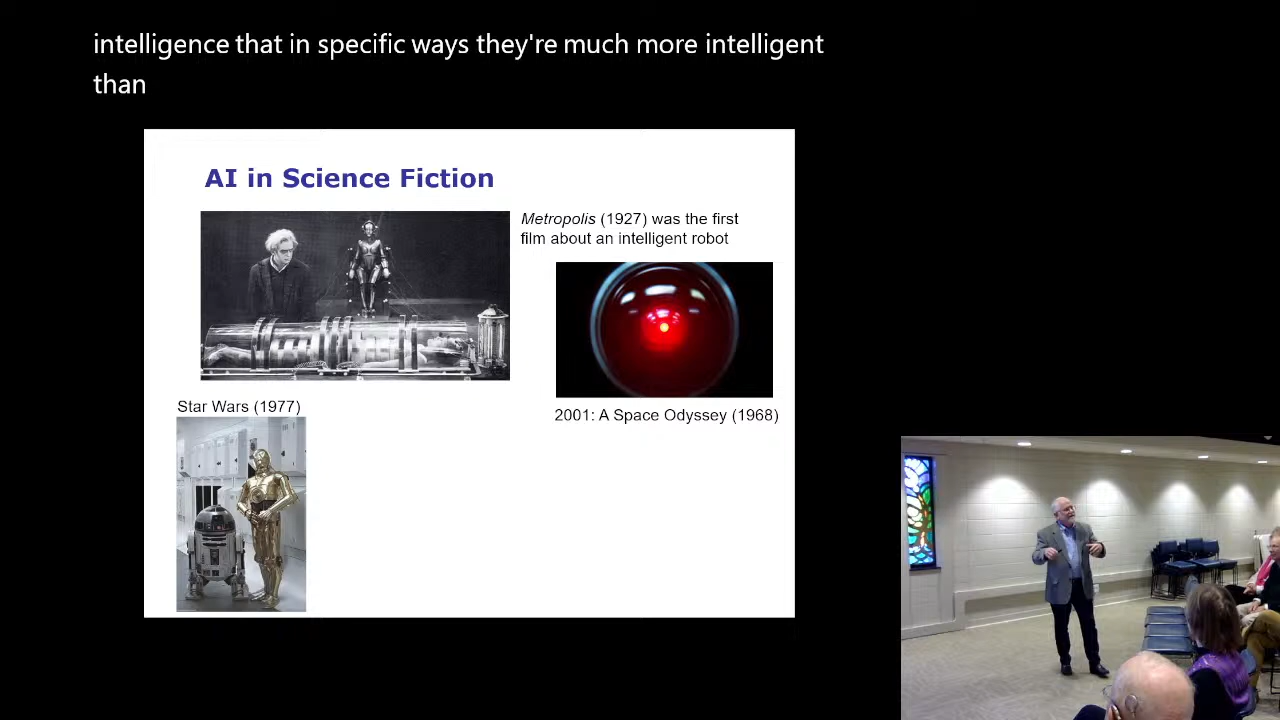 intelligence that in specific ways they're much more intelligent
than
AI in Science Fiction
Metropolis (1927) was the first
film about an intelligent robot
Star Wars (1977)
2001: A Space Odyssey (1968)